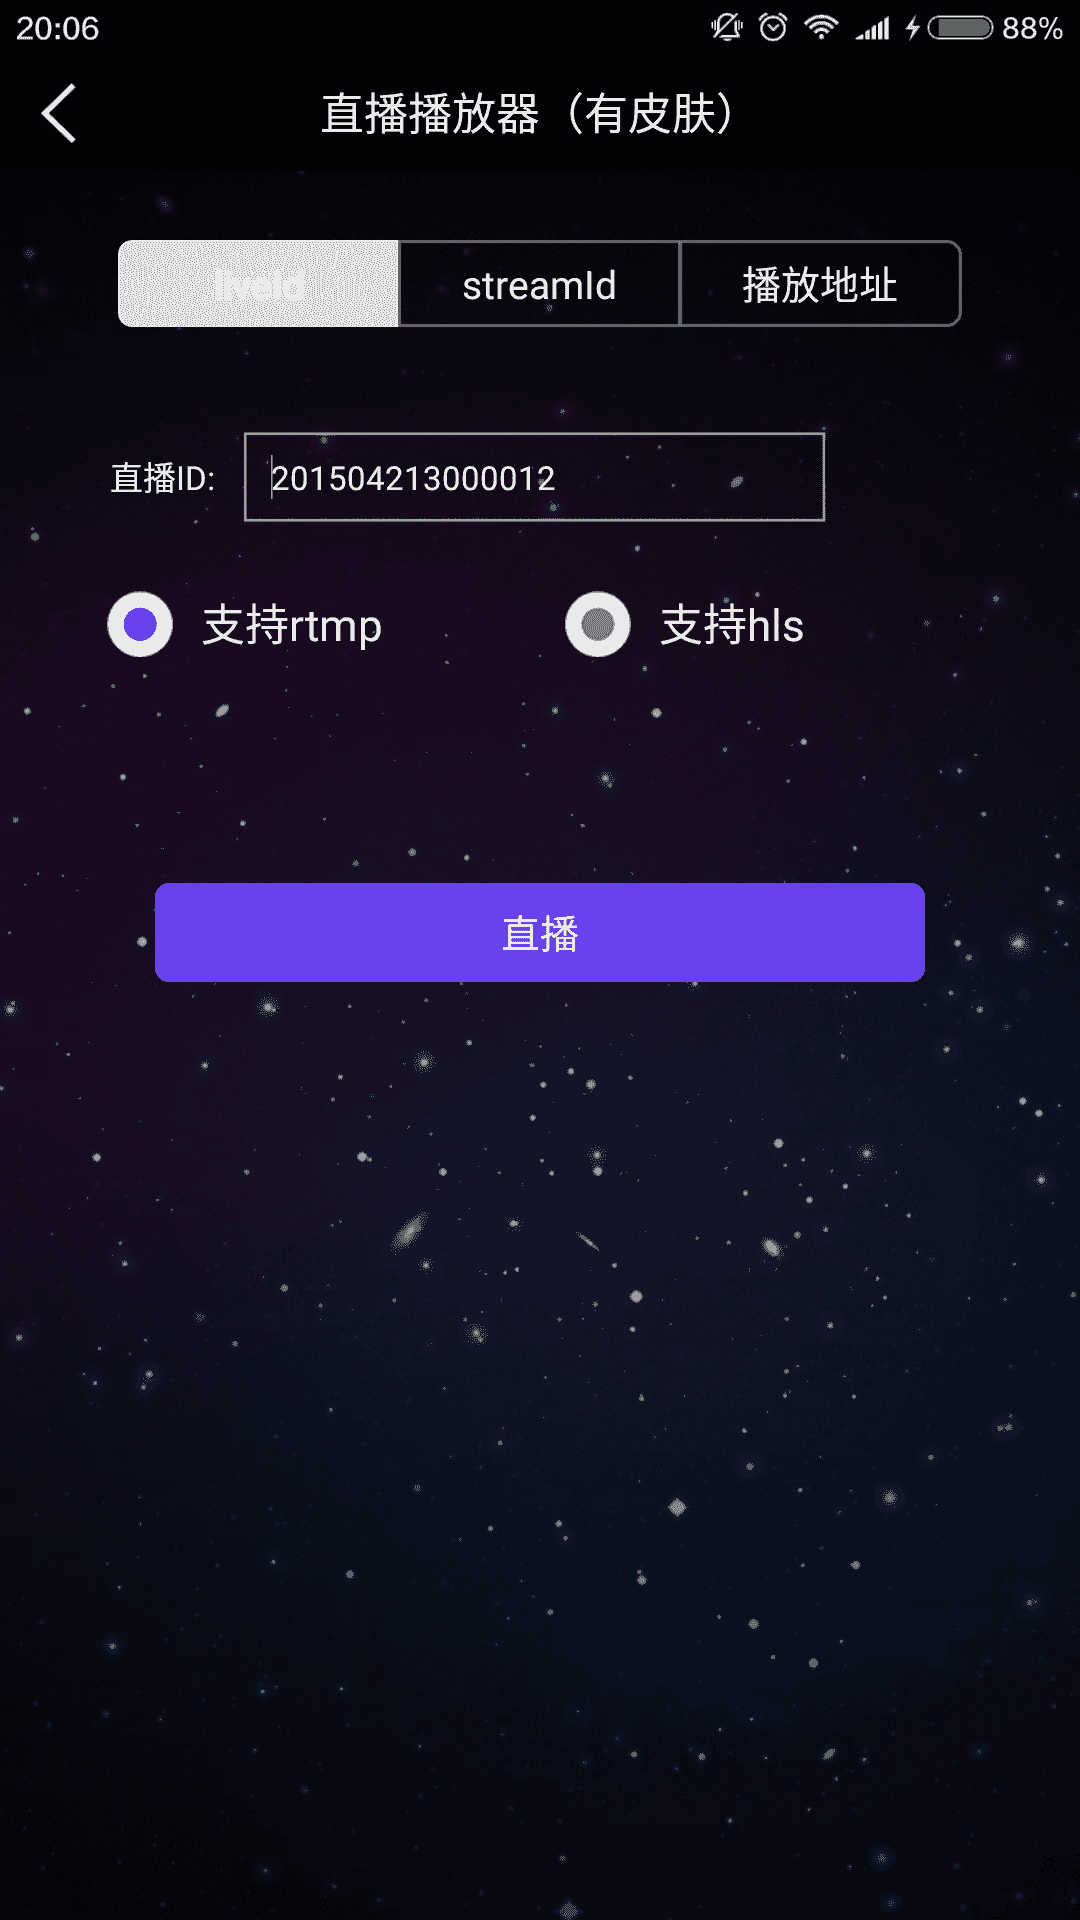 20:06 88%
直播播放器（有皮肤）
liveId streamId 播放地址
直播ID: 201504213000012
支持rtmp 支持hls
直播